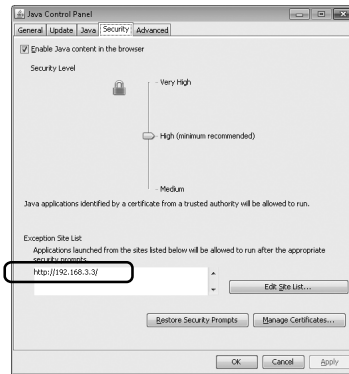 Java Control Panel
General Update Java Security Advanced
Enable Java content in the browser
Security Level
Very High
High (minimum recommended)
Medium
Java applications identified by a certificate from a trusted authority will be allowed to run.
Exception Site List
Applications launched from the sites listed below will be allowed to run after the appropriate
security prompts.
http://192.168.3.3/
Edit Site List...
Restore Security Prompts Manage Certificates...
OK Cancel Apply